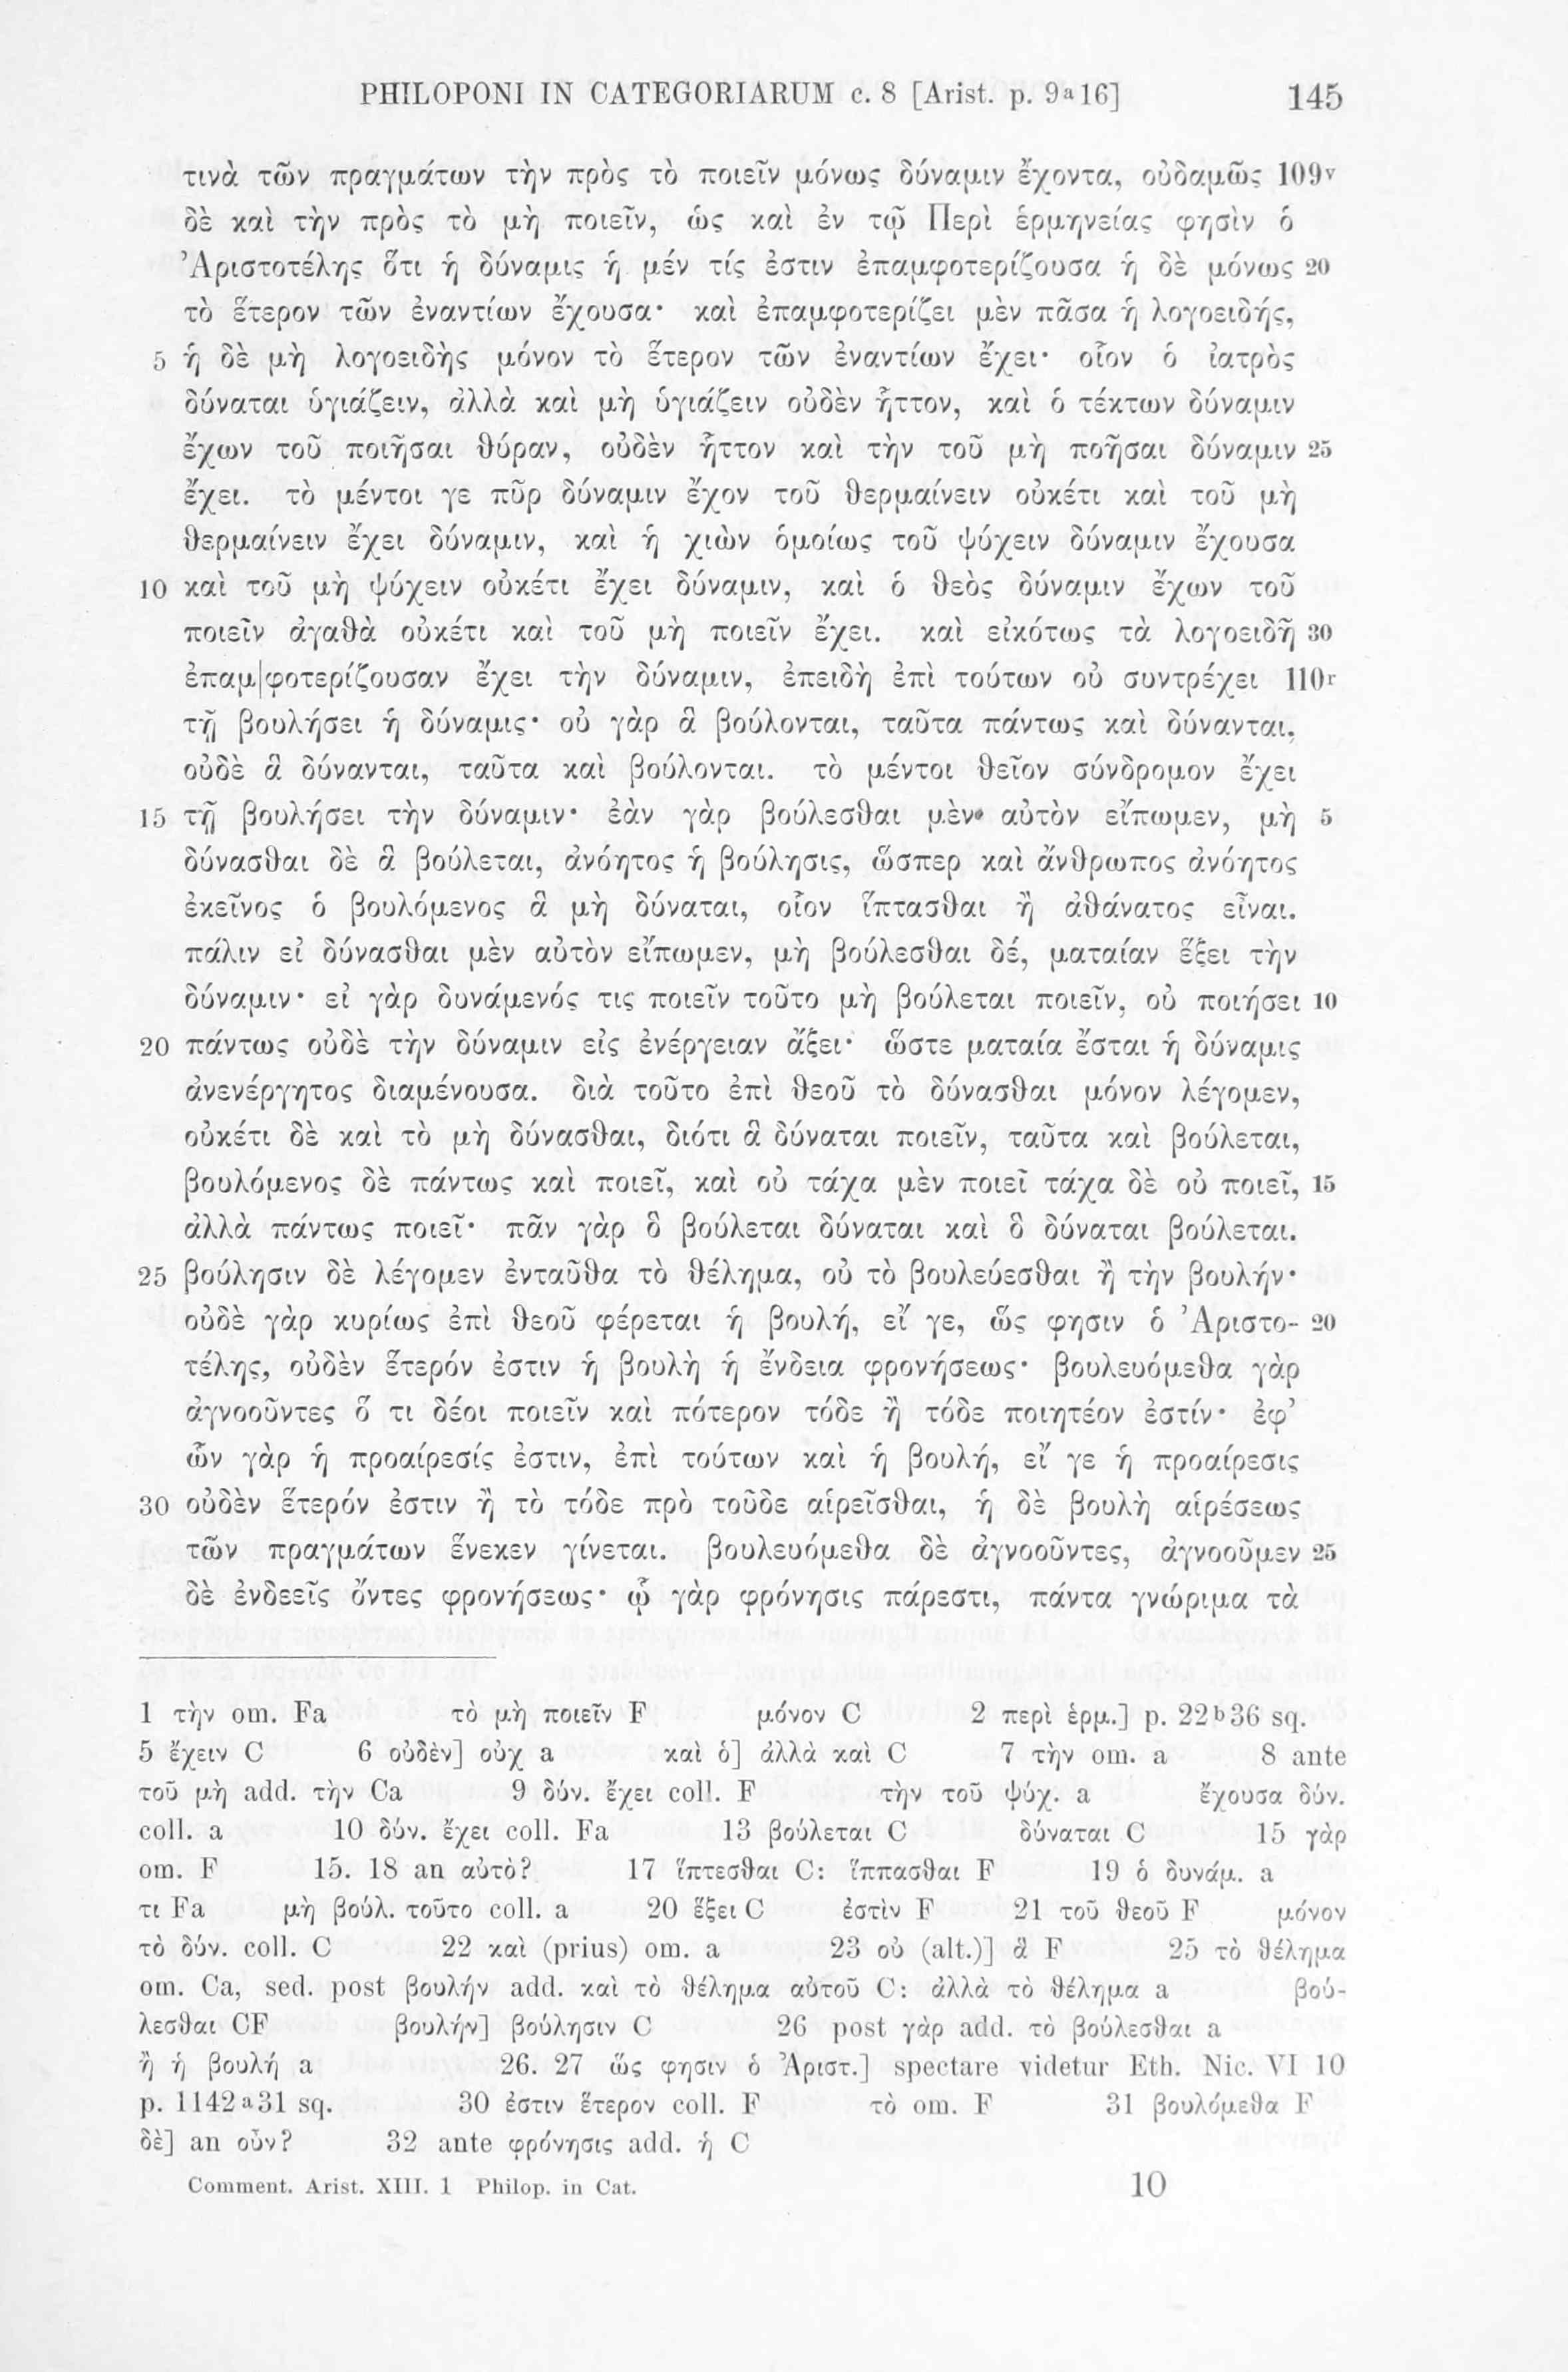 PHILOPONI IN CATEGORIARUM c. 8 [Arist. p. 9a16] 145
τινὰ τῶν πραγμάτων τὴν πρὸς τὸ ποιεῖν μόνως δύναμιν ἔχοντα, οὐδαμῶς 109v
δὲ καὶ τὴν πρὸς τὸ μὴ ποιεῖν, ὡς καὶ ἐν τῷ Περὶ ἑρμηνείας φησὶν ὁ
Ἀριστοτέλης ὅτι ἡ δύναμις ἡ μέν τίς ἐστιν ἐπαμφοτερίζουσα ἡ δὲ μόνως 20
τὸ ἕτερον τῶν ἐναντίων ἔχουσα· καὶ ἐπαμφοτερίζει μὲν πᾶσα ἡ λογοειδής,
5 ἡ δὲ μὴ λογοειδὴς μόνον τὸ ἕτερον τῶν ἐναντίων ἔχει· οἷον ὁ ἰατρὸς
δύναται ὑγιάζειν, ἀλλὰ καὶ μὴ ὑγιάζειν οὐδὲν ἧττον, καὶ ὁ τέκτων δύναμιν
ἔχων τοῦ ποιῆσαι θύραν, οὐδὲν ἧττον καὶ τὴν τοῦ μὴ ποῆσαι δύναμιν 25
ἔχει. τὸ μέντοι γε πῦρ δύναμιν ἔχον τοῦ θερμαίνειν οὐκέτι καὶ τοῦ μὴ
θερμαίνειν ἔχει δύναμιν, καὶ ἡ χιὼν ὁμοίως τοῦ ψύχειν δύναμιν ἔχουσα
10 καὶ τοῦ μὴ ψύχειν οὐκέτι ἔχει δύναμιν, καὶ ὁ θεὸς δύναμιν ἔχων τοῦ
ποιεῖν ἀγαθὰ οὐκέτι καὶ τοῦ μὴ ποιεῖν ἔχει. καὶ εἰκότως τὰ λογοειδῆ 30
ἐπαμ|φοτερίζουσαν ἔχει τὴν δύναμιν, ἐπειδὴ ἐπὶ τούτων οὐ συντρέχει 110r
τῇ βουλήσει ἡ δύναμις· οὐ γὰρ ἃ βούλονται, ταῦτα πάντως καὶ δύνανται,
οὐδὲ ἃ δύνανται, ταῦτα καὶ βούλονται. τὸ μέντοι θεῖον σύνδρομον ἔχει
15 τῇ βουλήσει τὴν δύναμιν· ἐὰν γὰρ βούλεσθαι μὲν αὐτὸν εἴπωμεν, μὴ 5
δύνασθαι δὲ ἃ βούλεται, ἀνόητος ἡ βούλησις, ὥσπερ καὶ ἄνθρωπος ἀνόητος
ἐκεῖνος ὁ βουλόμενος ἃ μὴ δύναται, οἷον ἵπτασθαι ἢ ἀθάνατος εἶναι.
πάλιν εἰ δύνασθαι μὲν αὐτὸν εἴπωμεν, μὴ βούλεσθαι δέ, ματαίαν ἕξει τὴν
δύναμιν· εἰ γὰρ δυνάμενός τις ποιεῖν τοῦτο μὴ βούλεται ποιεῖν, οὐ ποιήσει 10
20 πάντως οὐδὲ τὴν δύναμιν εἰς ἐνέργειαν ἄξει· ὥστε ματαία ἔσται ἡ δύναμις
ἀνενέργητος διαμένουσα. διὰ τοῦτο ἐπὶ θεοῦ τὸ δύνασθαι μόνον λέγομεν,
οὐκέτι δὲ καὶ τὸ μὴ δύνασθαι, διότι ἃ δύναται ποιεῖν, ταῦτα καὶ βούλεται,
βουλόμενος δὲ πάντως καὶ ποιεῖ, καὶ οὐ τάχα μὲν ποιεῖ τάχα δὲ οὐ ποιεῖ, 15
ἀλλὰ πάντως ποιεῖ· πᾶν γὰρ ὃ βούλεται δύναται καὶ ὃ δύναται βούλεται.
25 βούλησιν δὲ λέγομεν ἐνταῦθα τὸ θέλημα, οὐ τὸ βουλεύεσθαι ἢ τὴν βουλήν·
οὐδὲ γὰρ κυρίως ἐπὶ θεοῦ φέρεται ἡ βουλή, εἴ γε, ὥς φησιν ὁ Ἀριστο- 20
τέλης, οὐδὲν ἕτερόν ἐστιν ἡ βουλὴ ἢ ἔνδεια φρονήσεως· βουλευόμεθα γὰρ
ἀγνοοῦντες ὅ τι δέοι ποιεῖν καὶ πότερον τόδε ἢ τόδε ποιητέον ἐστίν· ἐφ’
ὧν γὰρ ἡ προαίρεσίς ἐστιν, ἐπὶ τούτων καὶ ἡ βουλή, εἴ γε ἡ προαίρεσις
30 οὐδὲν ἕτερόν ἐστιν ἢ τὸ τόδε πρὸ τοῦδε αἱρεῖσθαι, ἡ δὲ βουλὴ αἱρέσεως
τῶν πραγμάτων ἕνεκεν γίνεται. βουλευόμεθα δὲ ἀγνοοῦντες, ἀγνοοῦμεν 25
δὲ ἐνδεεῖς ὄντες φρονήσεως· ᾧ γὰρ φρόνησις πάρεστι, πάντα γνώριμα τὰ
1 τὴν om. Fa τὸ μὴ ποιεῖν F μόνον C 2 περὶ ἑρμ.] p. 22b36 sq.
5 ἔχειν C 6 οὐδὲν] οὐχ a καὶ ὁ] ἀλλὰ καὶ C 7 τὴν om. a 8 ante
τοῦ μὴ add. τὴν Ca 9 δύν. ἔχει coll. F τὴν τοῦ ψύχ. a ἔχουσα δύν.
coll. a 10 δύν. ἔχει coll. Fa 13 βούλεται C δύναται C 15 γὰρ
om. F 15. 18 an αὐτὸ? 17 ἵπτεσθαι C: ἵππασθαι F 19 ὁ δυνάμ. a
τι Fa μὴ βούλ. τοῦτο coll. a 20 ἕξει C ἐστὶν F 21 τοῦ θεοῦ F μόνον
τὸ δύν. coll. C 22 καὶ (prius) om. a 23 οὐ (alt.)] ἃ F 25 τὸ θέλημα
om. Ca, sed. post βουλήν add. καὶ τὸ θέλημα αὐτοῦ C: ἀλλὰ τὸ θέλημα a βού-
λεσθαι CF βουλήν] βούλησιν C 26 post γὰρ add. τὸ βούλεσθαι a
ἢ ἡ βουλή a 26. 27 ὥς φησιν ὁ Ἀριστ.] spectare videtur Eth. Nic. VI 10
p. 1142a31 sq. 30 ἐστιν ἕτερον coll. F τὸ om. F 31 βουλόμεθα F
δὲ] an οὖν? 32 ante φρόνησις add. ἡ C
Comment. Arist. XIII. 1 Philop. in Cat. 10